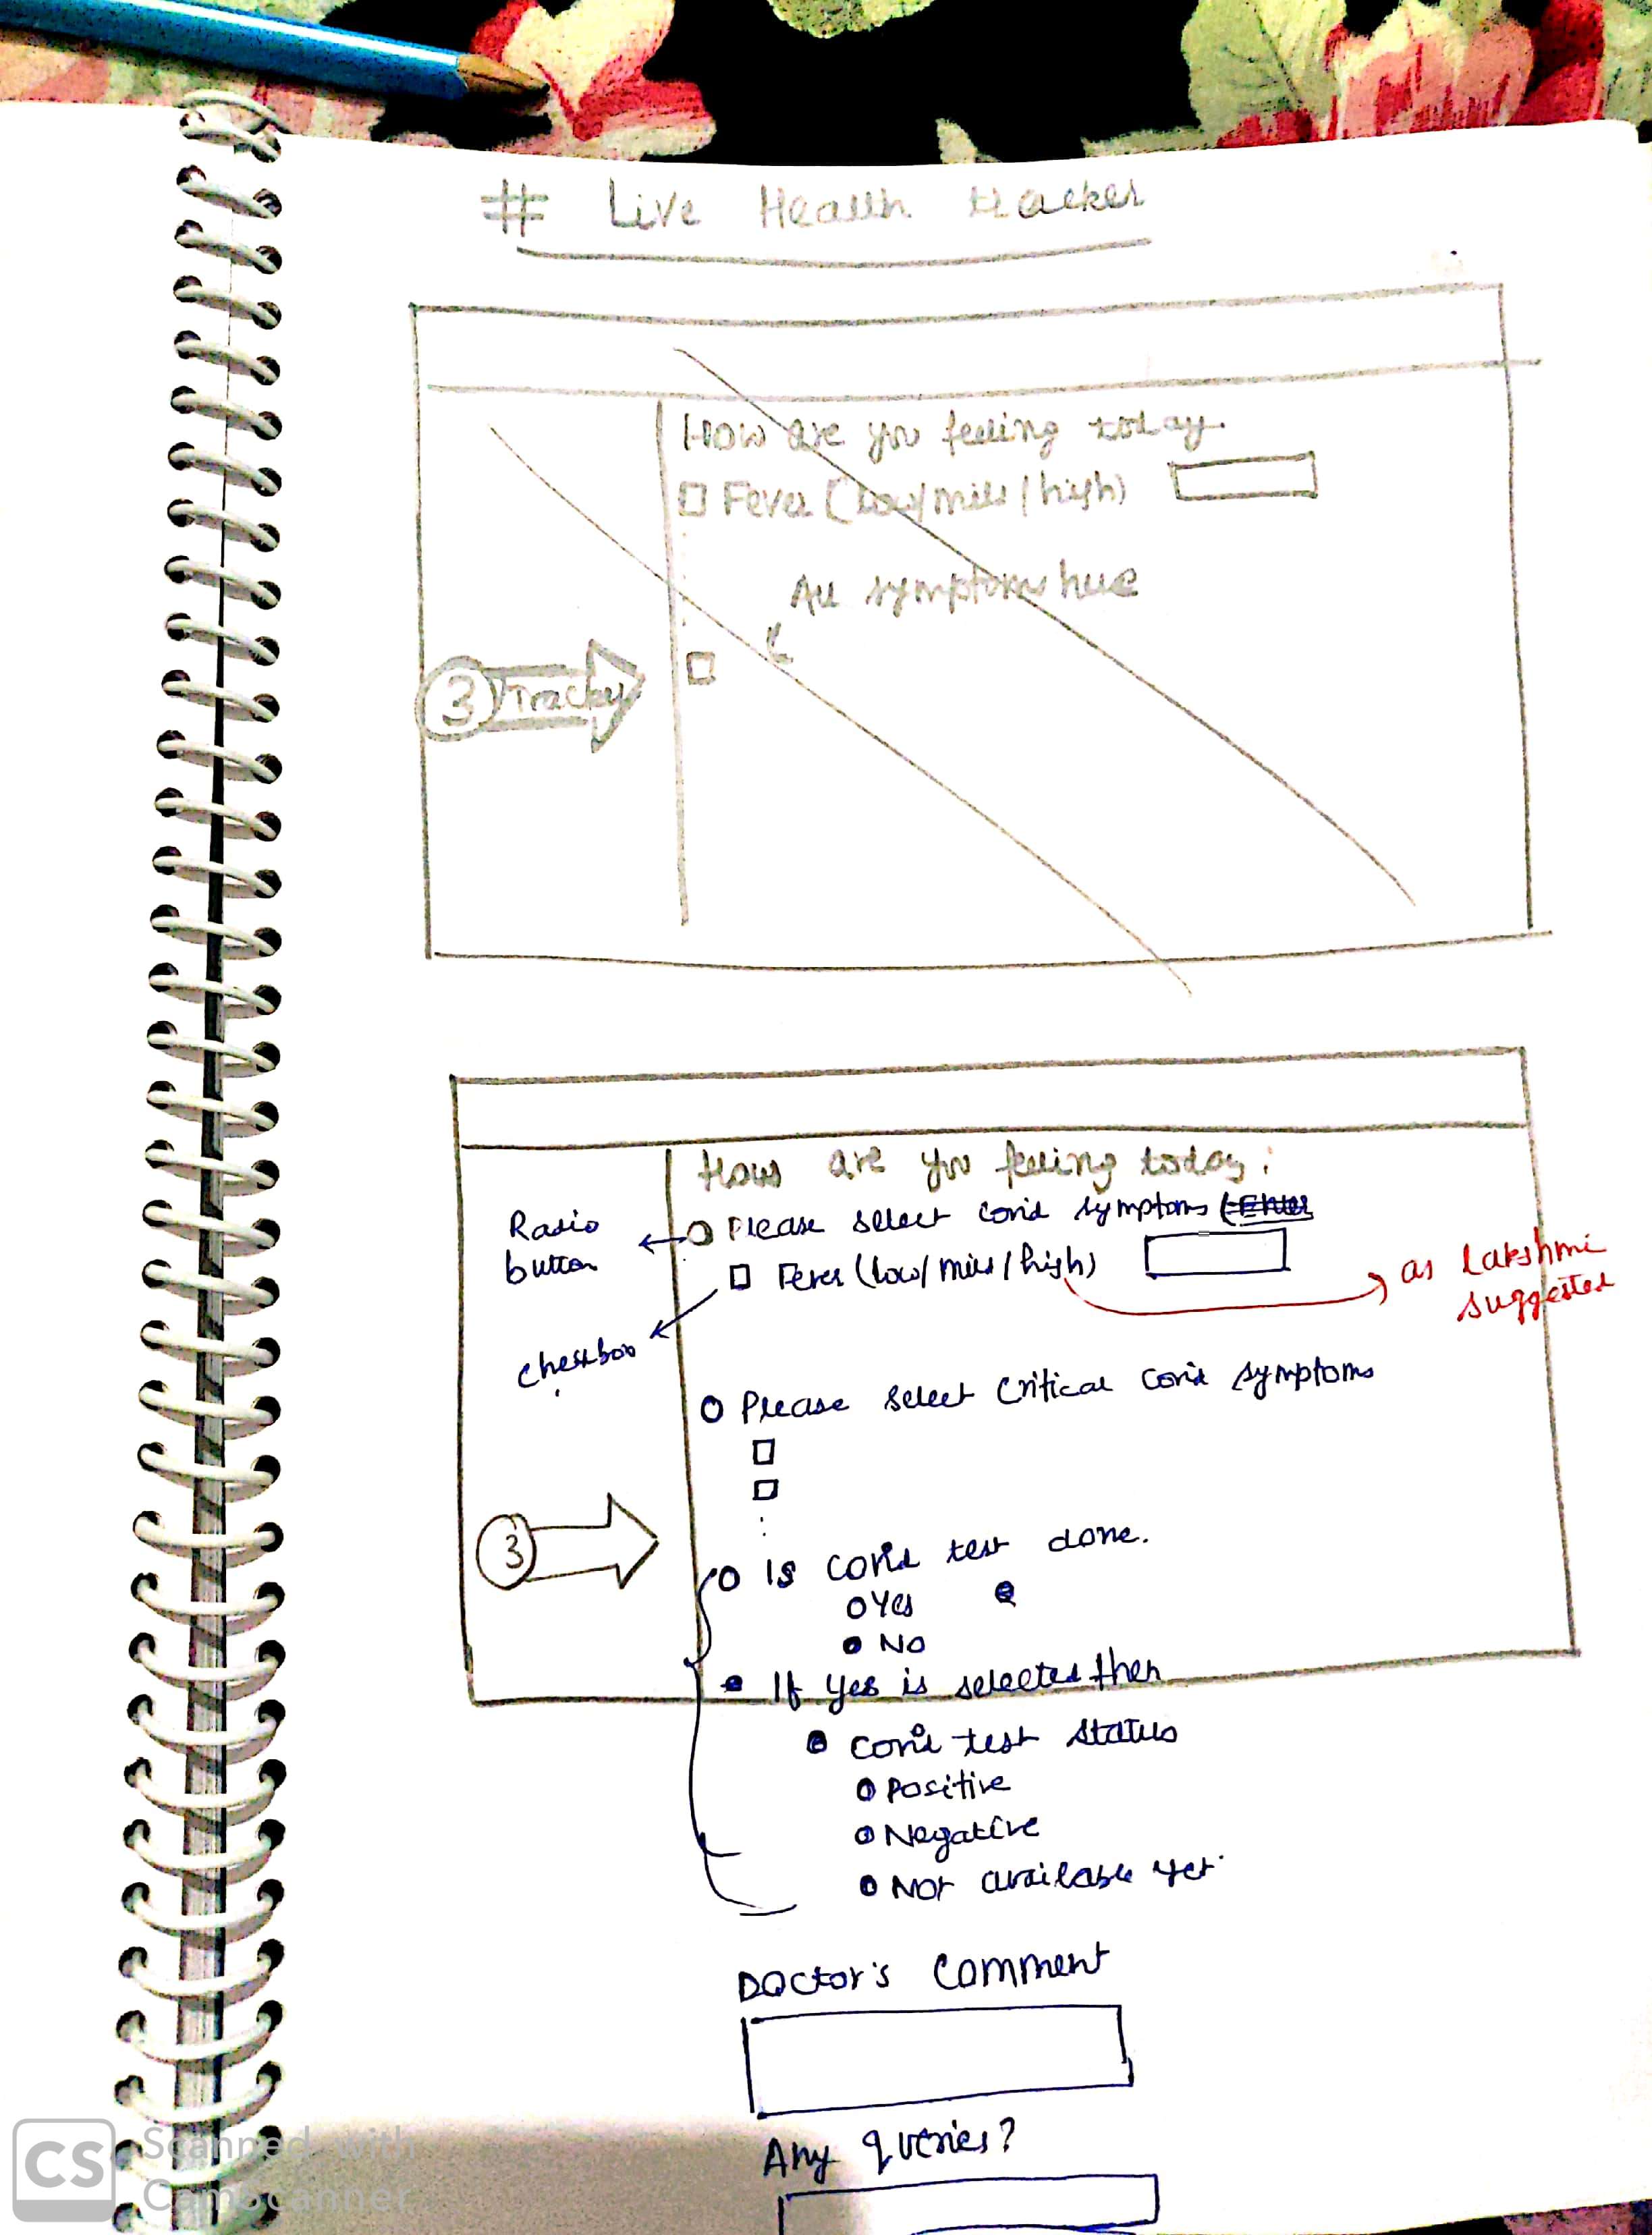 # Live Health tracker
How are you feeling today.
Fever (low/mild/high)
All symptoms here
3 Tracky
How are you feeling today:
Please select covid symptoms
Radio button
Fever (low/mild/high)
as Lakshmi suggested
checkbox
Please select critical covid symptoms
3
Is covid test done.
Yes
No
If yes is selected then
covid test status
Positive
Negative
Not available yet.
Doctor's comment
Any queries?
CS Scanned with
CamScanner